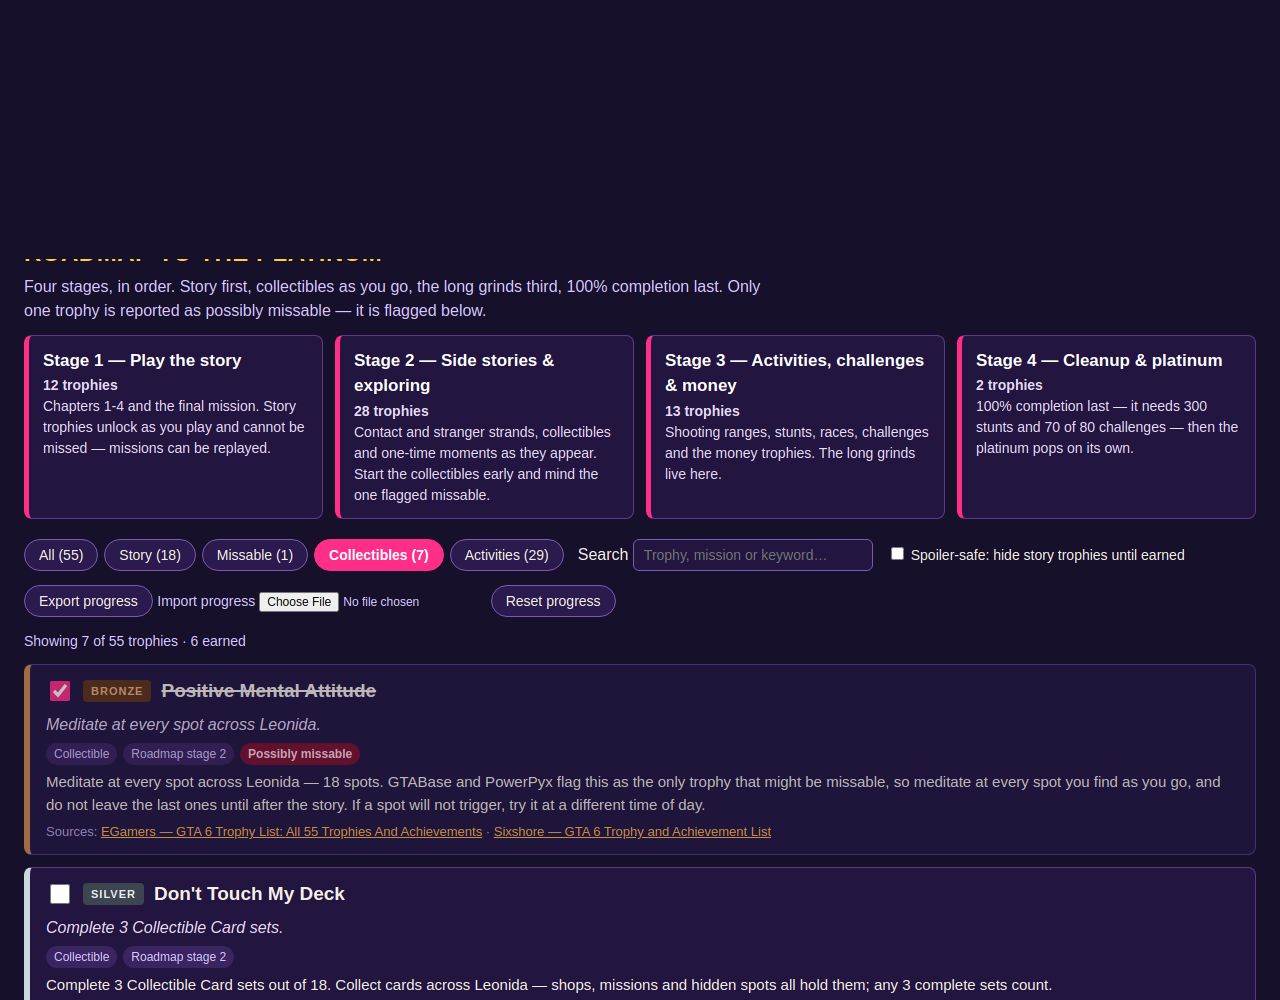 Four stages, in order. Story first, collectibles as you go, the long grinds third, 100% completion last. Only
one trophy is reported as possibly missable — it is flagged below.
Stage 1 — Play the story
12 trophies
Chapters 1-4 and the final mission. Story
trophies unlock as you play and cannot be
missed — missions can be replayed.
Stage 2 — Side stories &
exploring
28 trophies
Contact and stranger strands, collectibles
and one-time moments as they appear.
Start the collectibles early and mind the
one flagged missable.
Stage 3 — Activities, challenges
& money
13 trophies
Shooting ranges, stunts, races, challenges
and the money trophies. The long grinds
live here.
Stage 4 — Cleanup & platinum
2 trophies
100% completion last — it needs 300
stunts and 70 of 80 challenges — then the
platinum pops on its own.
All (55) Story (18) Missable (1) Collectibles (7) Activities (29) Search Trophy, mission or keyword… Spoiler-safe: hide story trophies until earned
Export progress Import progress Choose File No file chosen Reset progress
Showing 7 of 55 trophies · 6 earned
BRONZE Positive Mental Attitude
Meditate at every spot across Leonida.
Collectible Roadmap stage 2 Possibly missable
Meditate at every spot across Leonida — 18 spots. GTABase and PowerPyx flag this as the only trophy that might be missable, so meditate at every spot you find as you go, and
do not leave the last ones until after the story. If a spot will not trigger, try it at a different time of day.
Sources: EGamers — GTA 6 Trophy List: All 55 Trophies And Achievements · Sixshore — GTA 6 Trophy and Achievement List
SILVER Don't Touch My Deck
Complete 3 Collectible Card sets.
Collectible Roadmap stage 2
Complete 3 Collectible Card sets out of 18. Collect cards across Leonida — shops, missions and hidden spots all hold them; any 3 complete sets count.